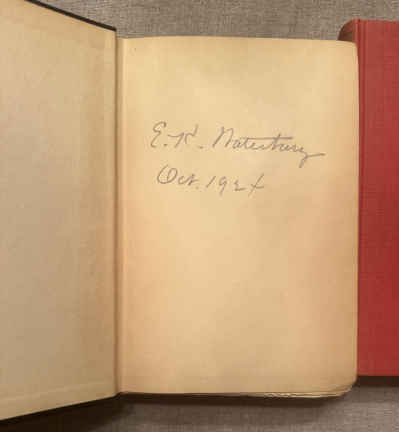 E. K. Waterbury
Oct. 1924